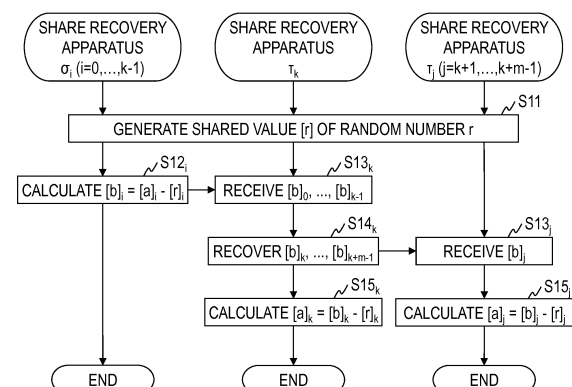 SHARE RECOVERY
APPARATUS
σi (i=0,...,k-1)
SHARE RECOVERY
APPARATUS
τk
SHARE RECOVERY
APPARATUS
τj (j=k+1,...,k+m-1)
S11
GENERATE SHARED VALUE [r] OF RANDOM NUMBER r
S12i
CALCULATE [b]i = [a]i - [r]i
S13k
RECEIVE [b]0, ..., [b]k-1
S14k
RECOVER [b]k, ..., [b]k+m-1
S13j
RECEIVE [b]j
S15k
CALCULATE [a]k = [b]k - [r]k
S15j
CALCULATE [a]j = [b]j - [r]j
END
END
END